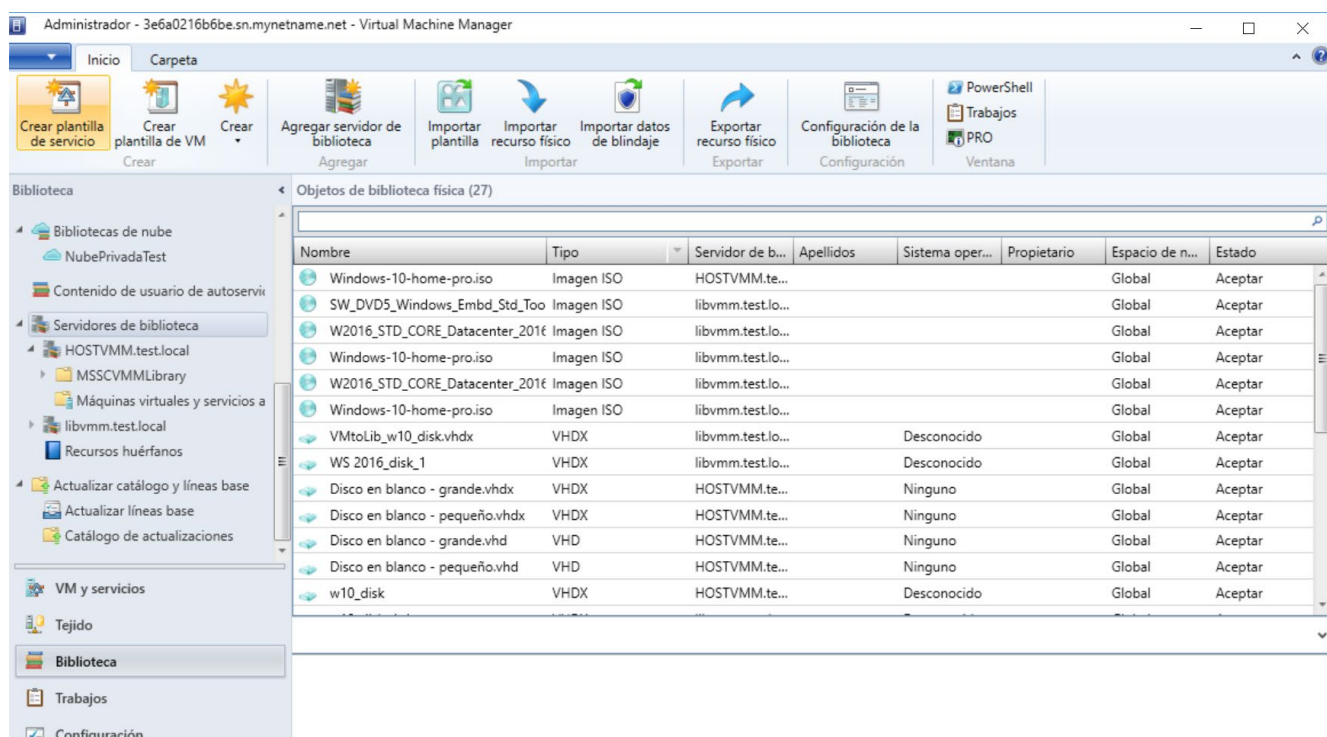 Administrador - 3e6a0216b6be.sn.mynetname.net - Virtual Machine Manager
Inicio Carpeta
Crear plantilla de servicio
Crear plantilla de VM
Crear
Crear
Agregar servidor de biblioteca
Agregar
Importar plantilla
Importar recurso físico
Importar datos de blindaje
Importar
Exportar recurso físico
Exportar
Configuración de la biblioteca
Configuración
PowerShell
Trabajos
PRO
Ventana
Biblioteca
Bibliotecas de nube
NubePrivadaTest
Contenido de usuario de autoservic
Servidores de biblioteca
HOSTVMM.test.local
MSSCVMMLibrary
Máquinas virtuales y servicios a
libvmm.test.local
Recursos huérfanos
Actualizar catálogo y líneas base
Actualizar líneas base
Catálogo de actualizaciones
VM y servicios
Tejido
Biblioteca
Trabajos
Configuración
Objetos de biblioteca física (27)
Nombre Tipo Servidor de b... Apellidos Sistema oper... Propietario Espacio de n... Estado
Windows-10-home-pro.iso Imagen ISO HOSTVMM.te... Global Aceptar
SW_DVD5_Windows_Embd_Std_Too Imagen ISO libvmm.test.lo... Global Aceptar
W2016_STD_CORE_Datacenter_2016 Imagen ISO libvmm.test.lo... Global Aceptar
Windows-10-home-pro.iso Imagen ISO libvmm.test.lo... Global Aceptar
W2016_STD_CORE_Datacenter_2016 Imagen ISO libvmm.test.lo... Global Aceptar
Windows-10-home-pro.iso Imagen ISO libvmm.test.lo... Global Aceptar
VMtoLib_w10_disk.vhdx VHDX libvmm.test.lo... Desconocido Global Aceptar
WS 2016_disk_1 VHDX libvmm.test.lo... Desconocido Global Aceptar
Disco en blanco - grande.vhdx VHDX HOSTVMM.te... Ninguno Global Aceptar
Disco en blanco - pequeño.vhdx VHDX HOSTVMM.te... Ninguno Global Aceptar
Disco en blanco - grande.vhd VHD HOSTVMM.te... Ninguno Global Aceptar
Disco en blanco - pequeño.vhd VHD HOSTVMM.te... Ninguno Global Aceptar
w10_disk VHDX HOSTVMM.te... Desconocido Global Aceptar